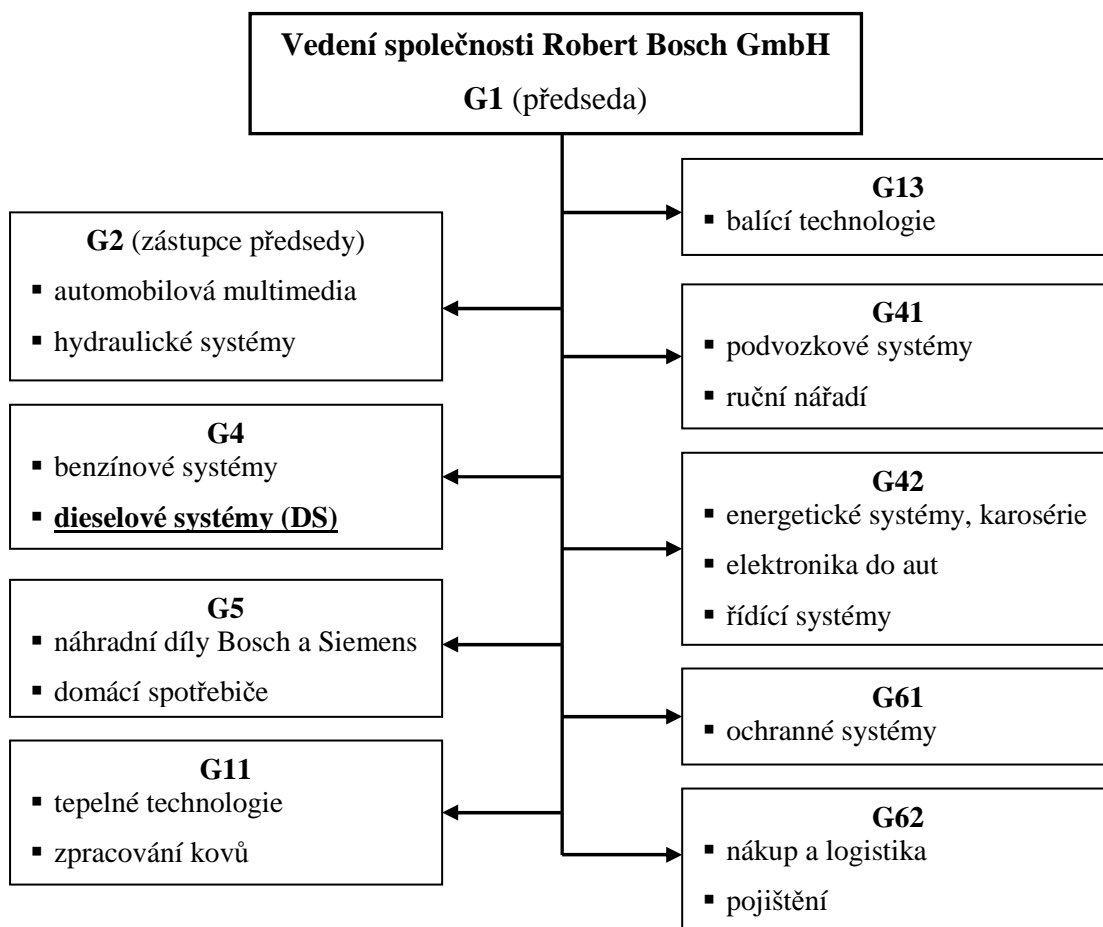 Vedení společnosti Robert Bosch GmbH
G1 (předseda)
G2 (zástupce předsedy)
▪ automobilová multimedia
▪ hydraulické systémy
G4
▪ benzínové systémy
▪ dieselové systémy (DS)
G5
▪ náhradní díly Bosch a Siemens
▪ domácí spotřebiče
G11
▪ tepelné technologie
▪ zpracování kovů
G13
▪ balící technologie
G41
▪ podvozkové systémy
▪ ruční nářadí
G42
▪ energetické systémy, karosérie
▪ elektronika do aut
▪ řídící systémy
G61
▪ ochranné systémy
G62
▪ nákup a logistika
▪ pojištění